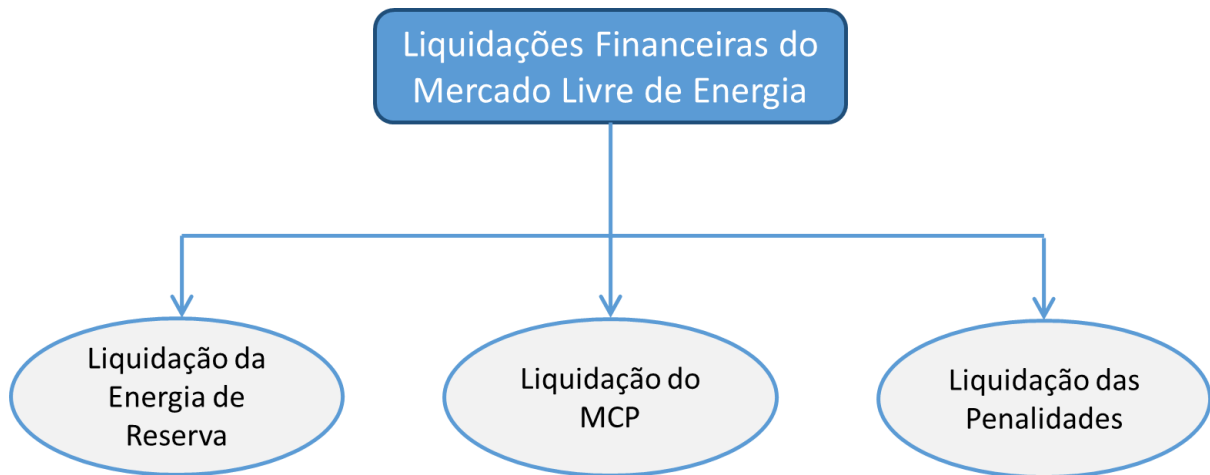 Liquidações Financeiras do
Mercado Livre de Energia
Liquidação da
Energia de
Reserva
Liquidação do
MCP
Liquidação das
Penalidades